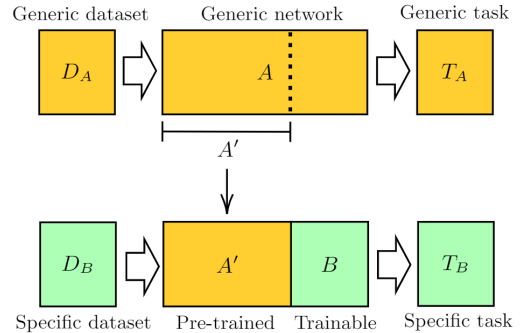 Generic dataset Generic network Generic task
D_A A T_A
A′
D_B A′ B T_B
Specific dataset Pre-trained Trainable Specific task